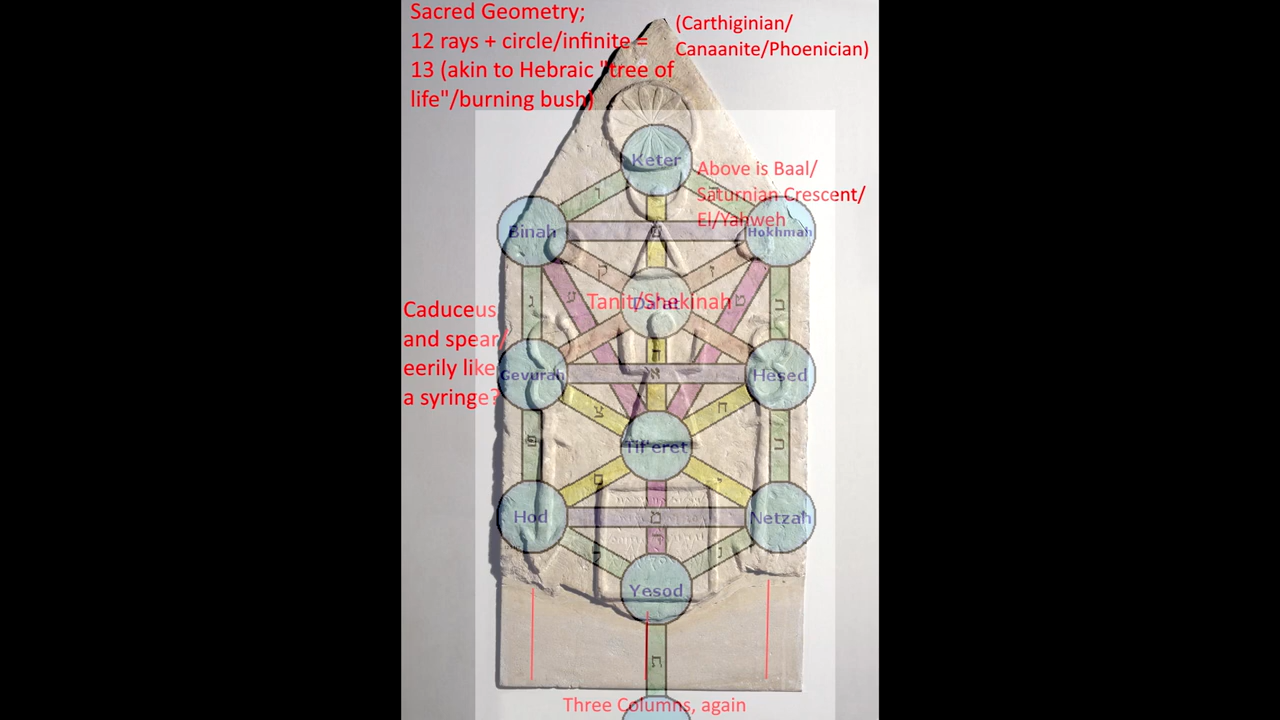 Sacred Geometry;
12 rays + circle/infinite =
13 (akin to Hebraic "tree of
life"/burning bush)
(Carthiginian/
Canaanite/Phoenician)
Keter
Above is Baal/
Saturnian Crescent/
El/Yahweh
ו
ה
Binah
ש
Hokhmah
ק
ז
ג
ע
Tanit/Shekinah
Da'at
ט
ב
Caduceus
and spear/
eerily like
a syringe?
ת
Gevurah
א
Hesed
צ
ח
פ
כ
Tif'eret
ס
י
Hod
מ
Netzah
ר
ל
נ
Yesod
ת
Three Columns, again